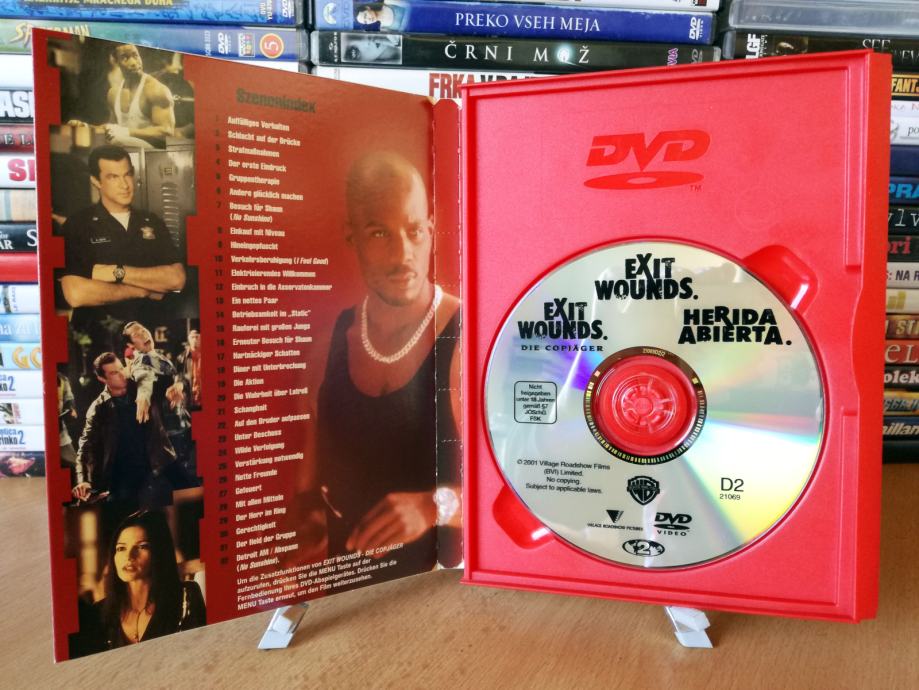 PREKO VSEH MEJA
ČRNI MOŽ
Szenenindex
1 Auffälliges Verhalten
2 Schlacht auf der Brücke
3 Strafmaßnahmen
4 Der erste Eindruck
5 Gruppentherapie
6 Andere glücklich machen
7 Besuch für Shaun
(No Sunshine)
8 Einkauf mit Niveau
9 Hineingepfuscht
10 Verkehrsberuhigung (I Feel Good)
11 Elektrisierendes Willkommen
12 Einbruch in die Asservatenkammer
13 Ein nettes Paar
14 Betriebsamkeit im „Static"
15 Rauferei mit großen Jungs
16 Erneuter Besuch für Shaun
17 Hartnäckiger Schatten
18 Diner mit Unterbrechung
19 Die Aktion
20 Die Wahrheit über Latrell
21 Schanghait
22 Auf den Bruder aufpassen
23 Unter Beschuss
24 Wilde Verfolgung
25 Verstärkung notwendig
26 Nette Freunde
27 Gefeuert
28 Mit allen Mitteln
29 Der Herr im Ring
30 Gerechtigkeit
31 Der Held der Gruppe
32 Detroit AM / Abspann
(No Sunshine).
Um die Zusatzfunktionen von EXIT WOUNDS - DIE COPJÄGER
aufzurufen, drücken Sie die MENU Taste auf der
Fernbedienung Ihres DVD-Abspielgerätes. Drücken Sie die
MENU Taste erneut, um den Film weiterzusehen.
DVD
TM
EXIT
WOUNDS.
EXIT
WOUNDS.
DIE COPJÄGER
HERIDA
ABIERTA.
Nicht
freigegeben
unter 18 Jahren
gemäß §7
JÖSchG
FSK
© 2001 Village Roadshow Films
(BVI) Limited.
No copying.
Subject to applicable laws.
D2
21069
VILLAGE ROADSHOW PICTURES
DVD
VIDEO
2